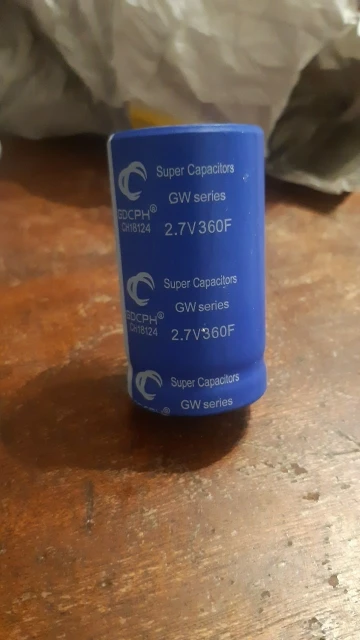 Super Capacitors
GW series
GDCPH®
CH18124
2.7V360F
Super Capacitors
GW series
GDCPH®
CH18124
2.7V360F
Super Capacitors
GW series